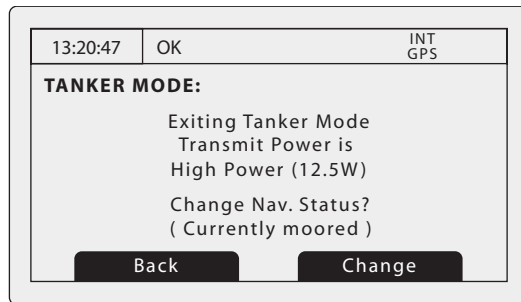 13:20:47 OK INT
GPS
TANKER MODE:
Exiting Tanker Mode
Transmit Power is
High Power (12.5W)
Change Nav. Status?
( Currently moored )
Back Change